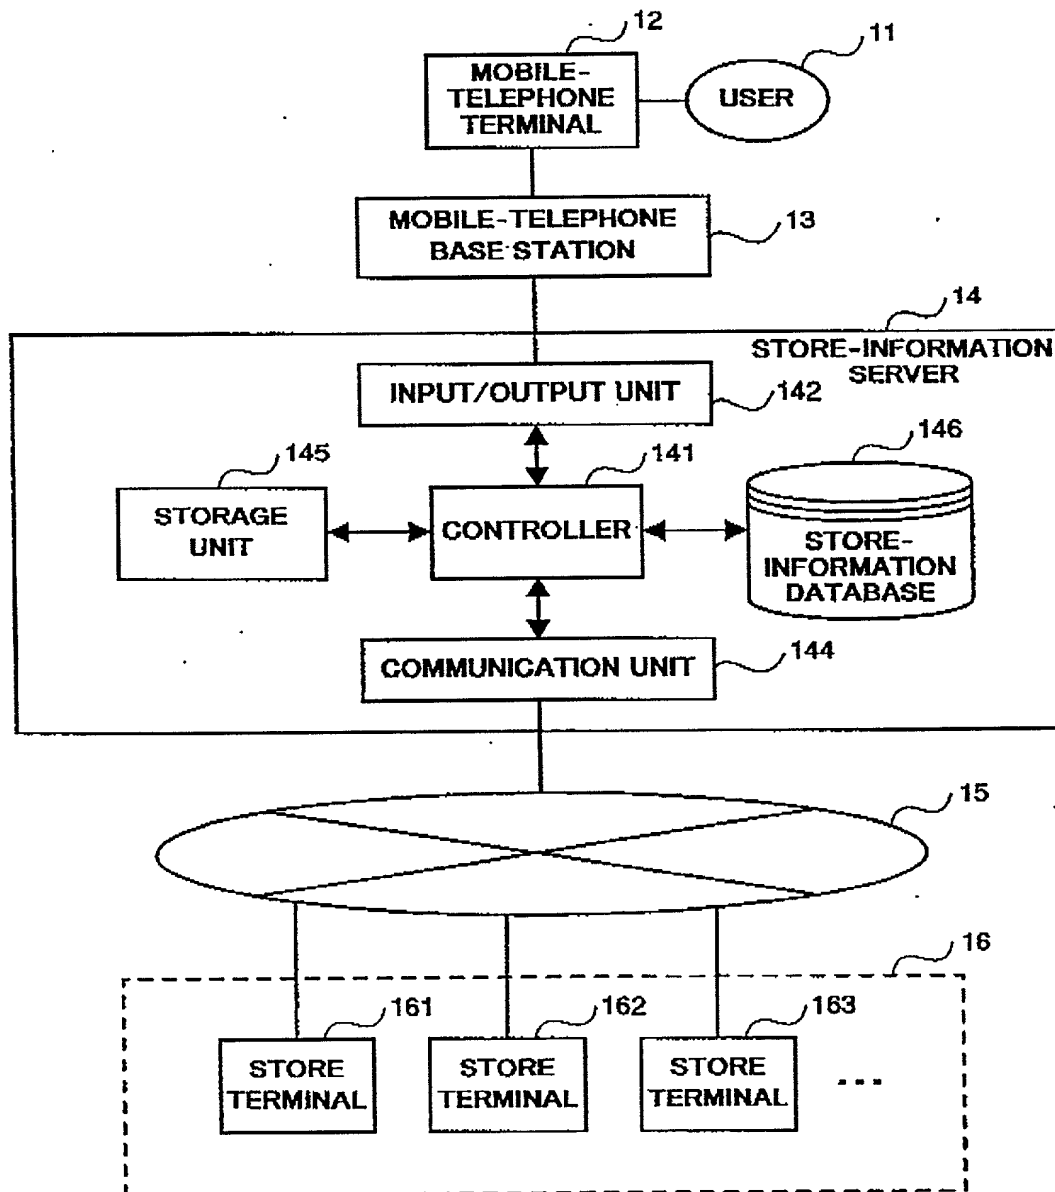 12
11
MOBILE-
TELEPHONE
TERMINAL
USER
MOBILE-TELEPHONE
BASE STATION
13
14
STORE-INFORMATION
SERVER
INPUT/OUTPUT UNIT
142
145
141
146
STORAGE
UNIT
CONTROLLER
STORE-
INFORMATION
DATABASE
COMMUNICATION UNIT
144
15
16
161
162
163
STORE
TERMINAL
STORE
TERMINAL
STORE
TERMINAL
...